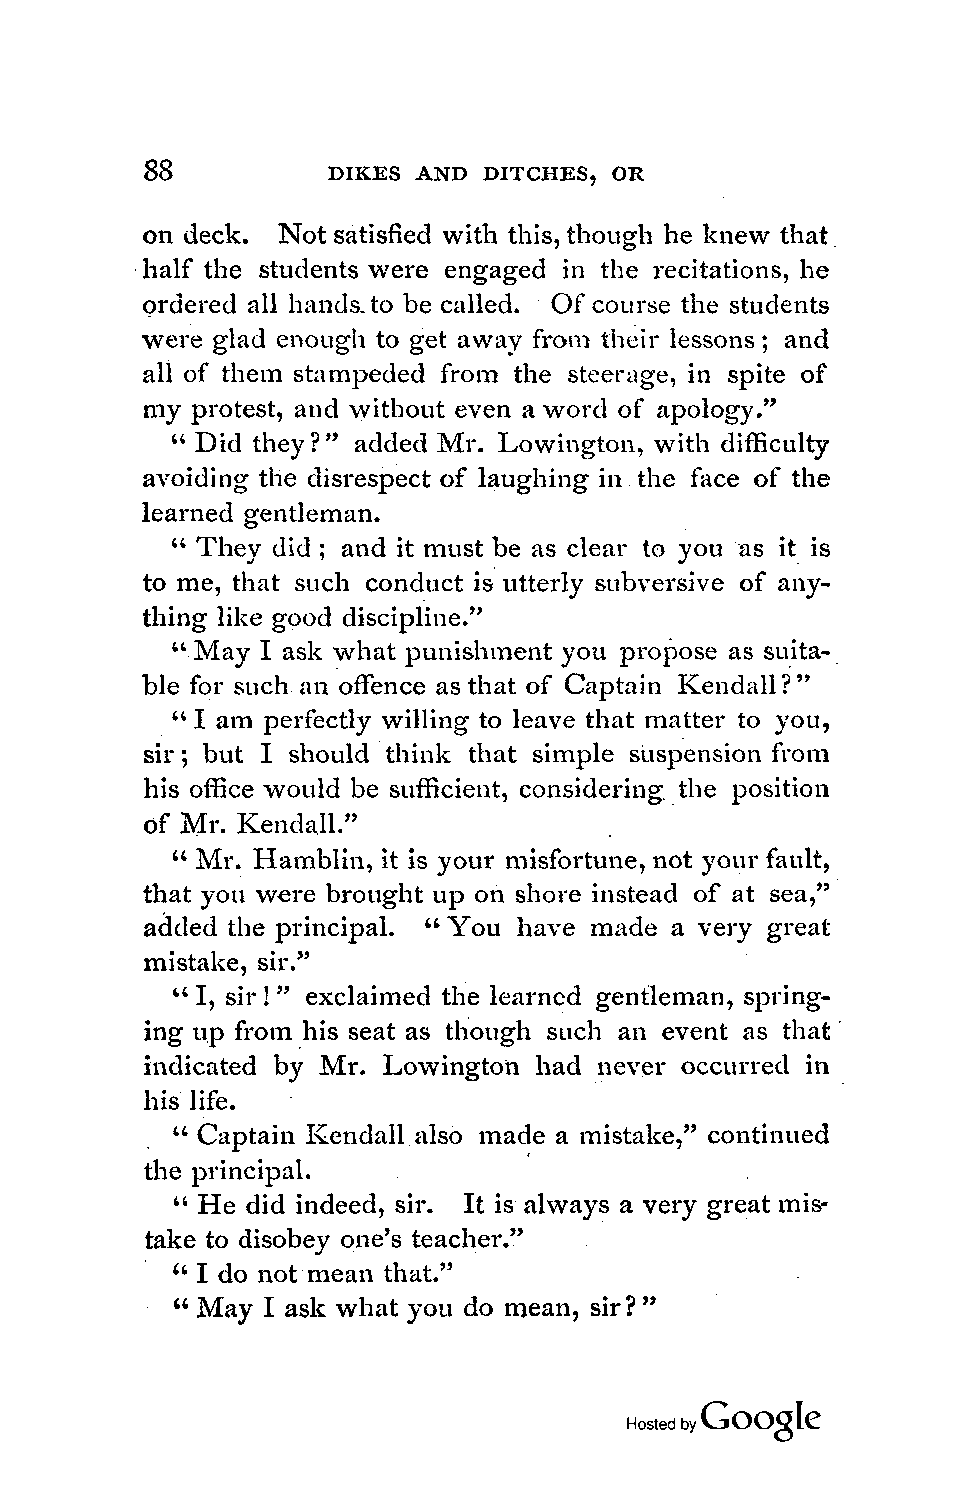 88 DIKES AND DITCHES, OR
on deck. Not satisfied with this, though he knew that
half the students were engaged in the recitations, he
ordered all hands to be called. Of course the students
were glad enough to get away from their lessons; and
all of them stampeded from the steerage, in spite of
my protest, and without even a word of apology."
"Did they?" added Mr. Lowington, with difficulty
avoiding the disrespect of laughing in the face of the
learned gentleman.
"They did; and it must be as clear to you as it is
to me, that such conduct is utterly subversive of any-
thing like good discipline."
"May I ask what punishment you propose as suita-
ble for such an offence as that of Captain Kendall?"
"I am perfectly willing to leave that matter to you,
sir; but I should think that simple suspension from
his office would be sufficient, considering the position
of Mr. Kendall."
"Mr. Hamblin, it is your misfortune, not your fault,
that you were brought up on shore instead of at sea,"
added the principal. "You have made a very great
mistake, sir."
"I, sir!" exclaimed the learned gentleman, spring-
ing up from his seat as though such an event as that
indicated by Mr. Lowington had never occurred in
his life.
"Captain Kendall also made a mistake," continued
the principal.
"He did indeed, sir. It is always a very great mis-
take to disobey one's teacher."
"I do not mean that."
"May I ask what you do mean, sir?"
Hosted by Google